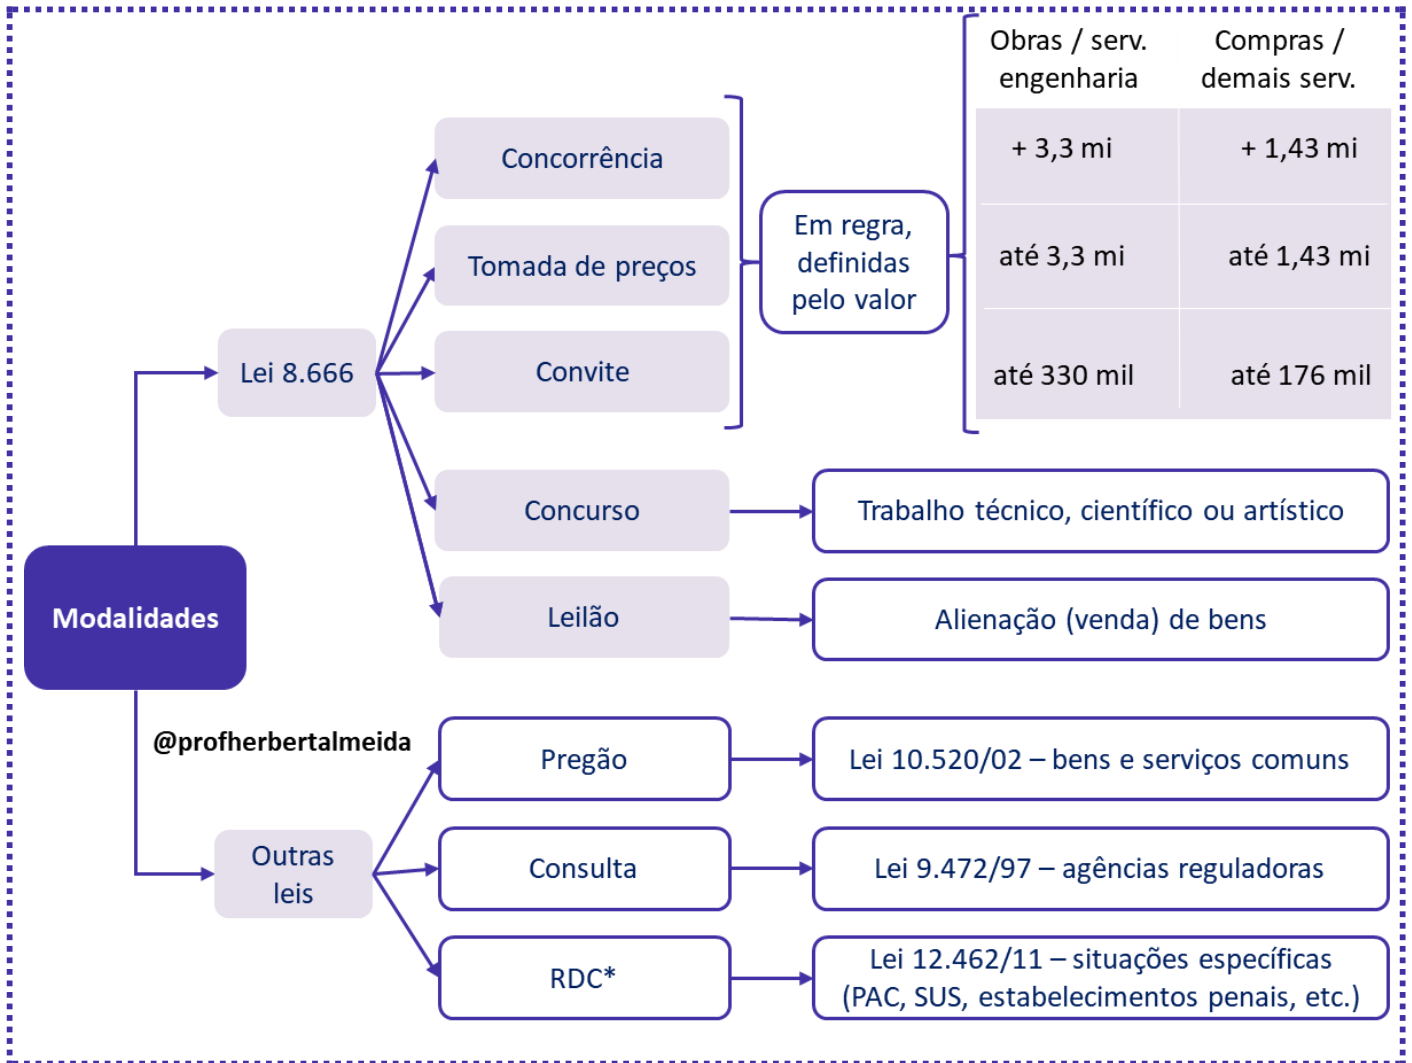 Obras / serv.
engenharia
Compras /
demais serv.
Concorrência
+ 3,3 mi
+ 1,43 mi
Em regra,
definidas
pelo valor
Tomada de preços
até 3,3 mi
até 1,43 mi
Lei 8.666
Convite
até 330 mil
até 176 mil
Concurso
Trabalho técnico, científico ou artístico
Modalidades
Leilão
Alienação (venda) de bens
@profherbertalmeida
Pregão
Lei 10.520/02 – bens e serviços comuns
Outras
leis
Consulta
Lei 9.472/97 – agências reguladoras
RDC*
Lei 12.462/11 – situações específicas
(PAC, SUS, estabelecimentos penais, etc.)